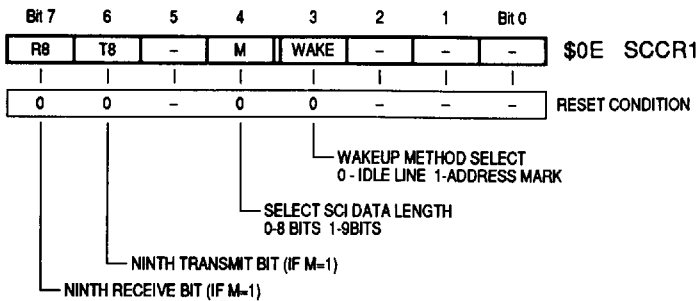 Bit 7 6 5 4 3 2 1 Bit 0
R8 T8 – M WAKE – – – $0E SCCR1
0 0 – 0 0 – – – RESET CONDITION
WAKEUP METHOD SELECT
0 - IDLE LINE 1-ADDRESS MARK
SELECT SCI DATA LENGTH
0-8 BITS 1-9BITS
NINTH TRANSMIT BIT (IF M=1)
NINTH RECEIVE BIT (IF M=1)